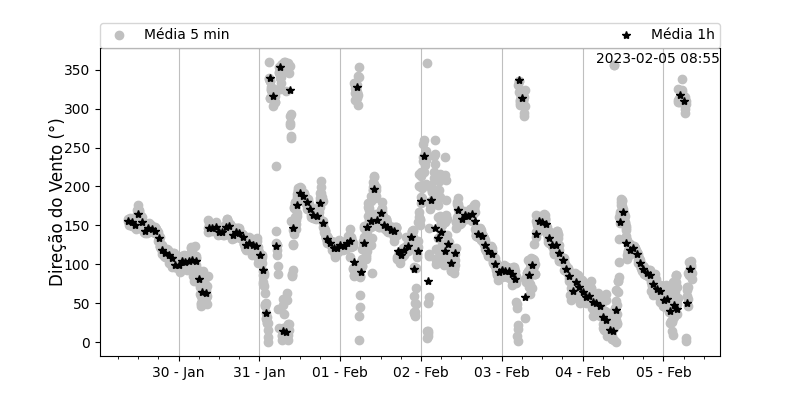 Média 5 min
Média 1h
2023-02-05 08:55
Direção do Vento (°)
350
300
250
200
150
100
50
0
30 - Jan
31 - Jan
01 - Feb
02 - Feb
03 - Feb
04 - Feb
05 - Feb